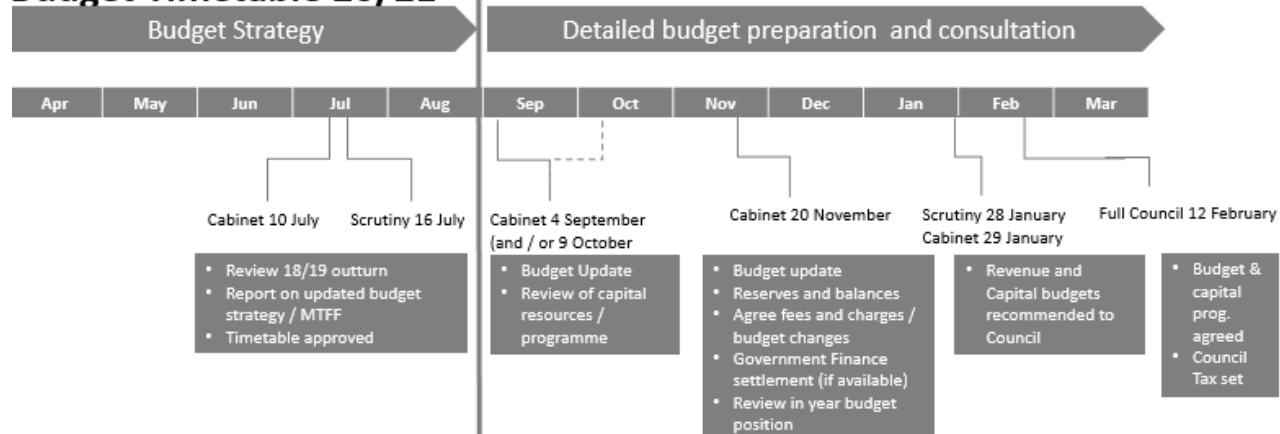 Budget Strategy
Detailed budget preparation and consultation
Apr May Jun Jul Aug Sep Oct Nov Dec Jan Feb Mar
Cabinet 10 July
Scrutiny 16 July
Cabinet 4 September
(and / or 9 October
Cabinet 20 November
Scrutiny 28 January
Cabinet 29 January
Full Council 12 February
• Review 18/19 outturn
• Report on updated budget
strategy / MTFF
• Timetable approved
• Budget Update
• Review of capital
resources /
programme
• Budget update
• Reserves and balances
• Agree fees and charges /
budget changes
• Government Finance
settlement (if available)
• Review in year budget
position
• Revenue and
Capital budgets
recommended to
Council
• Budget &
capital
prog.
agreed
• Council
Tax set